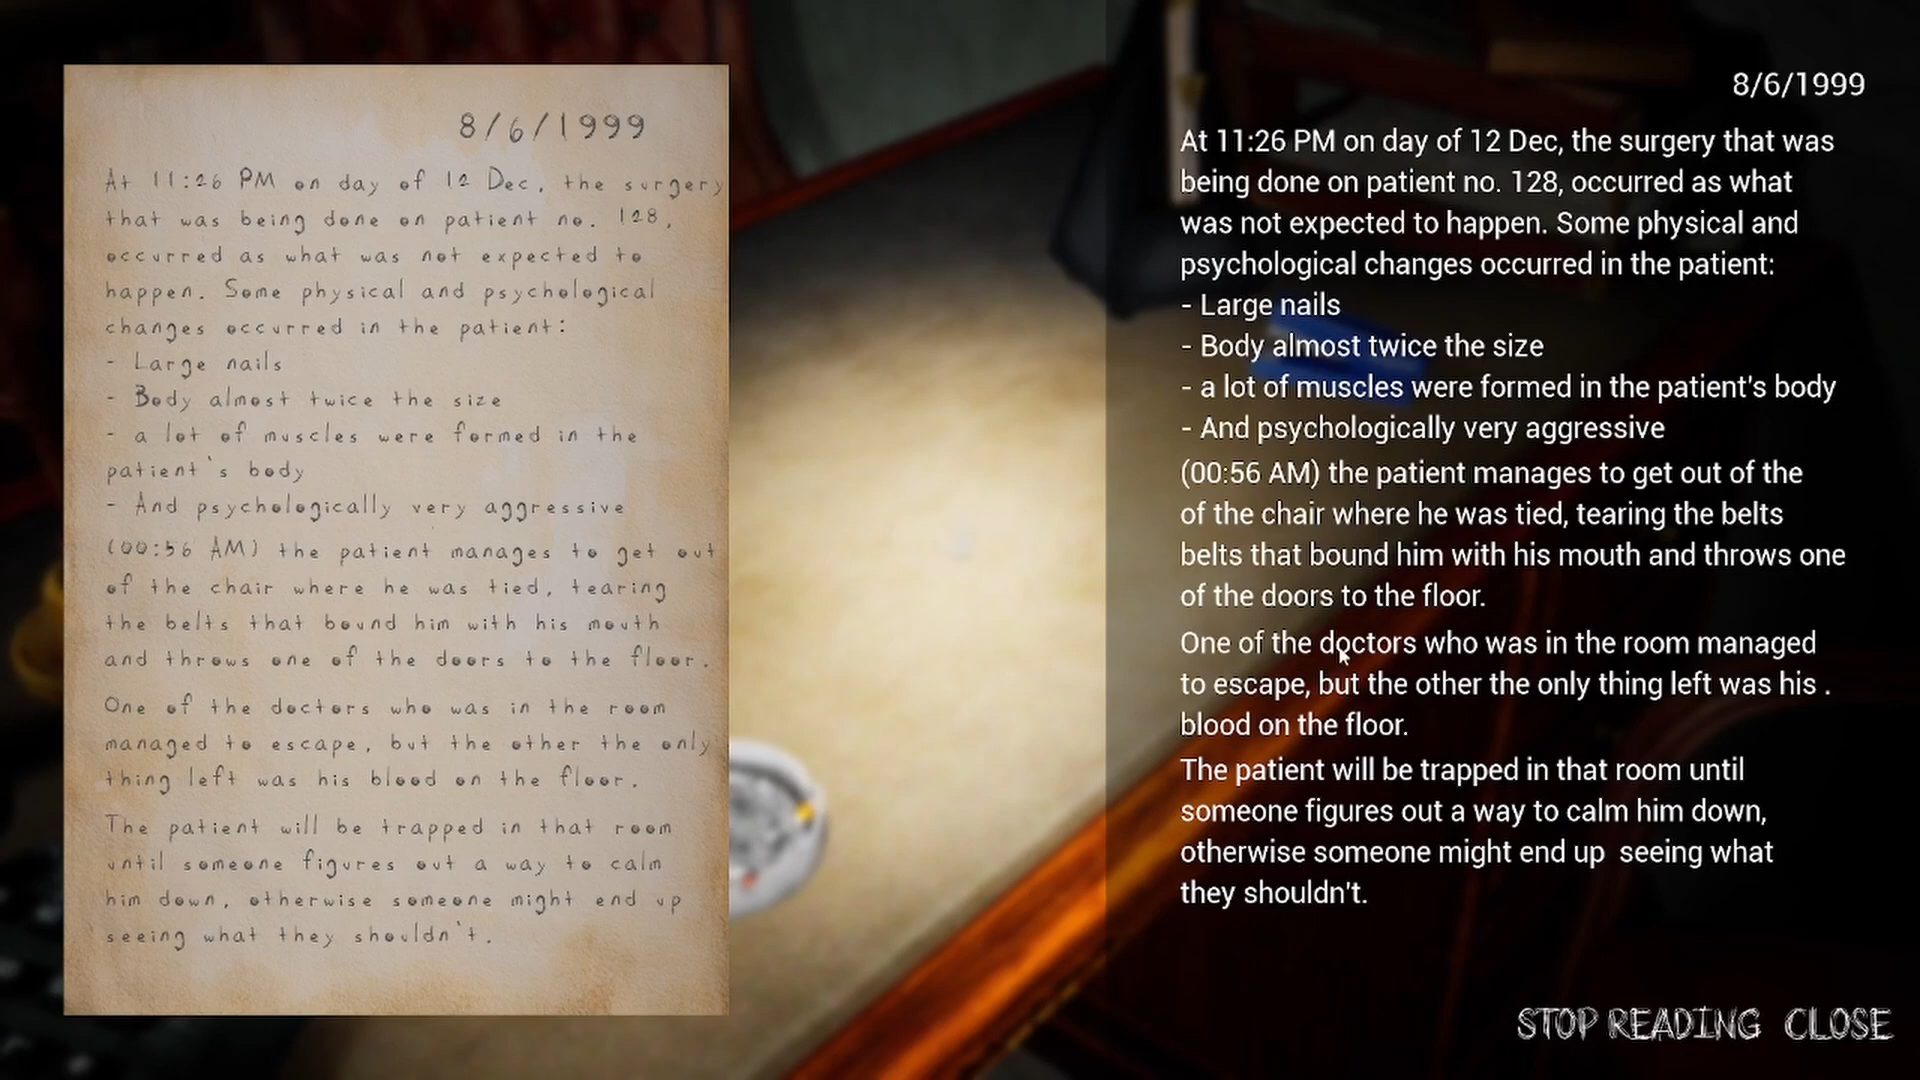 8/6/1999
At 11:26 PM on day of 12 Dec, the surgery
that was being done on patient no. 128,
occurred as what was not expected to
happen. Some physical and psychological
changes occurred in the patient:
- Large nails
- Body almost twice the size
- a lot of muscles were formed in the
patient's body
- And psychologically very aggressive
(00:56 AM) the patient manages to get out
of the chair where he was tied, tearing
the belts that bound him with his mouth
and throws one of the doors to the floor.
One of the doctors who was in the room
managed to escape, but the other the only
thing left was his blood on the floor.
The patient will be trapped in that room
until someone figures out a way to calm
him down, otherwise someone might end up
seeing what they shouldn't.
8/6/1999
At 11:26 PM on day of 12 Dec, the surgery that was
being done on patient no. 128, occurred as what
was not expected to happen. Some physical and
psychological changes occurred in the patient:
- Large nails
- Body almost twice the size
- a lot of muscles were formed in the patient's body
- And psychologically very aggressive
(00:56 AM) the patient manages to get out of the
of the chair where he was tied, tearing the belts
belts that bound him with his mouth and throws one
of the doors to the floor.
One of the doctors who was in the room managed
to escape, but the other the only thing left was his .
blood on the floor.
The patient will be trapped in that room until
someone figures out a way to calm him down,
otherwise someone might end up  seeing what
they shouldn't.
STOP READING CLOSE